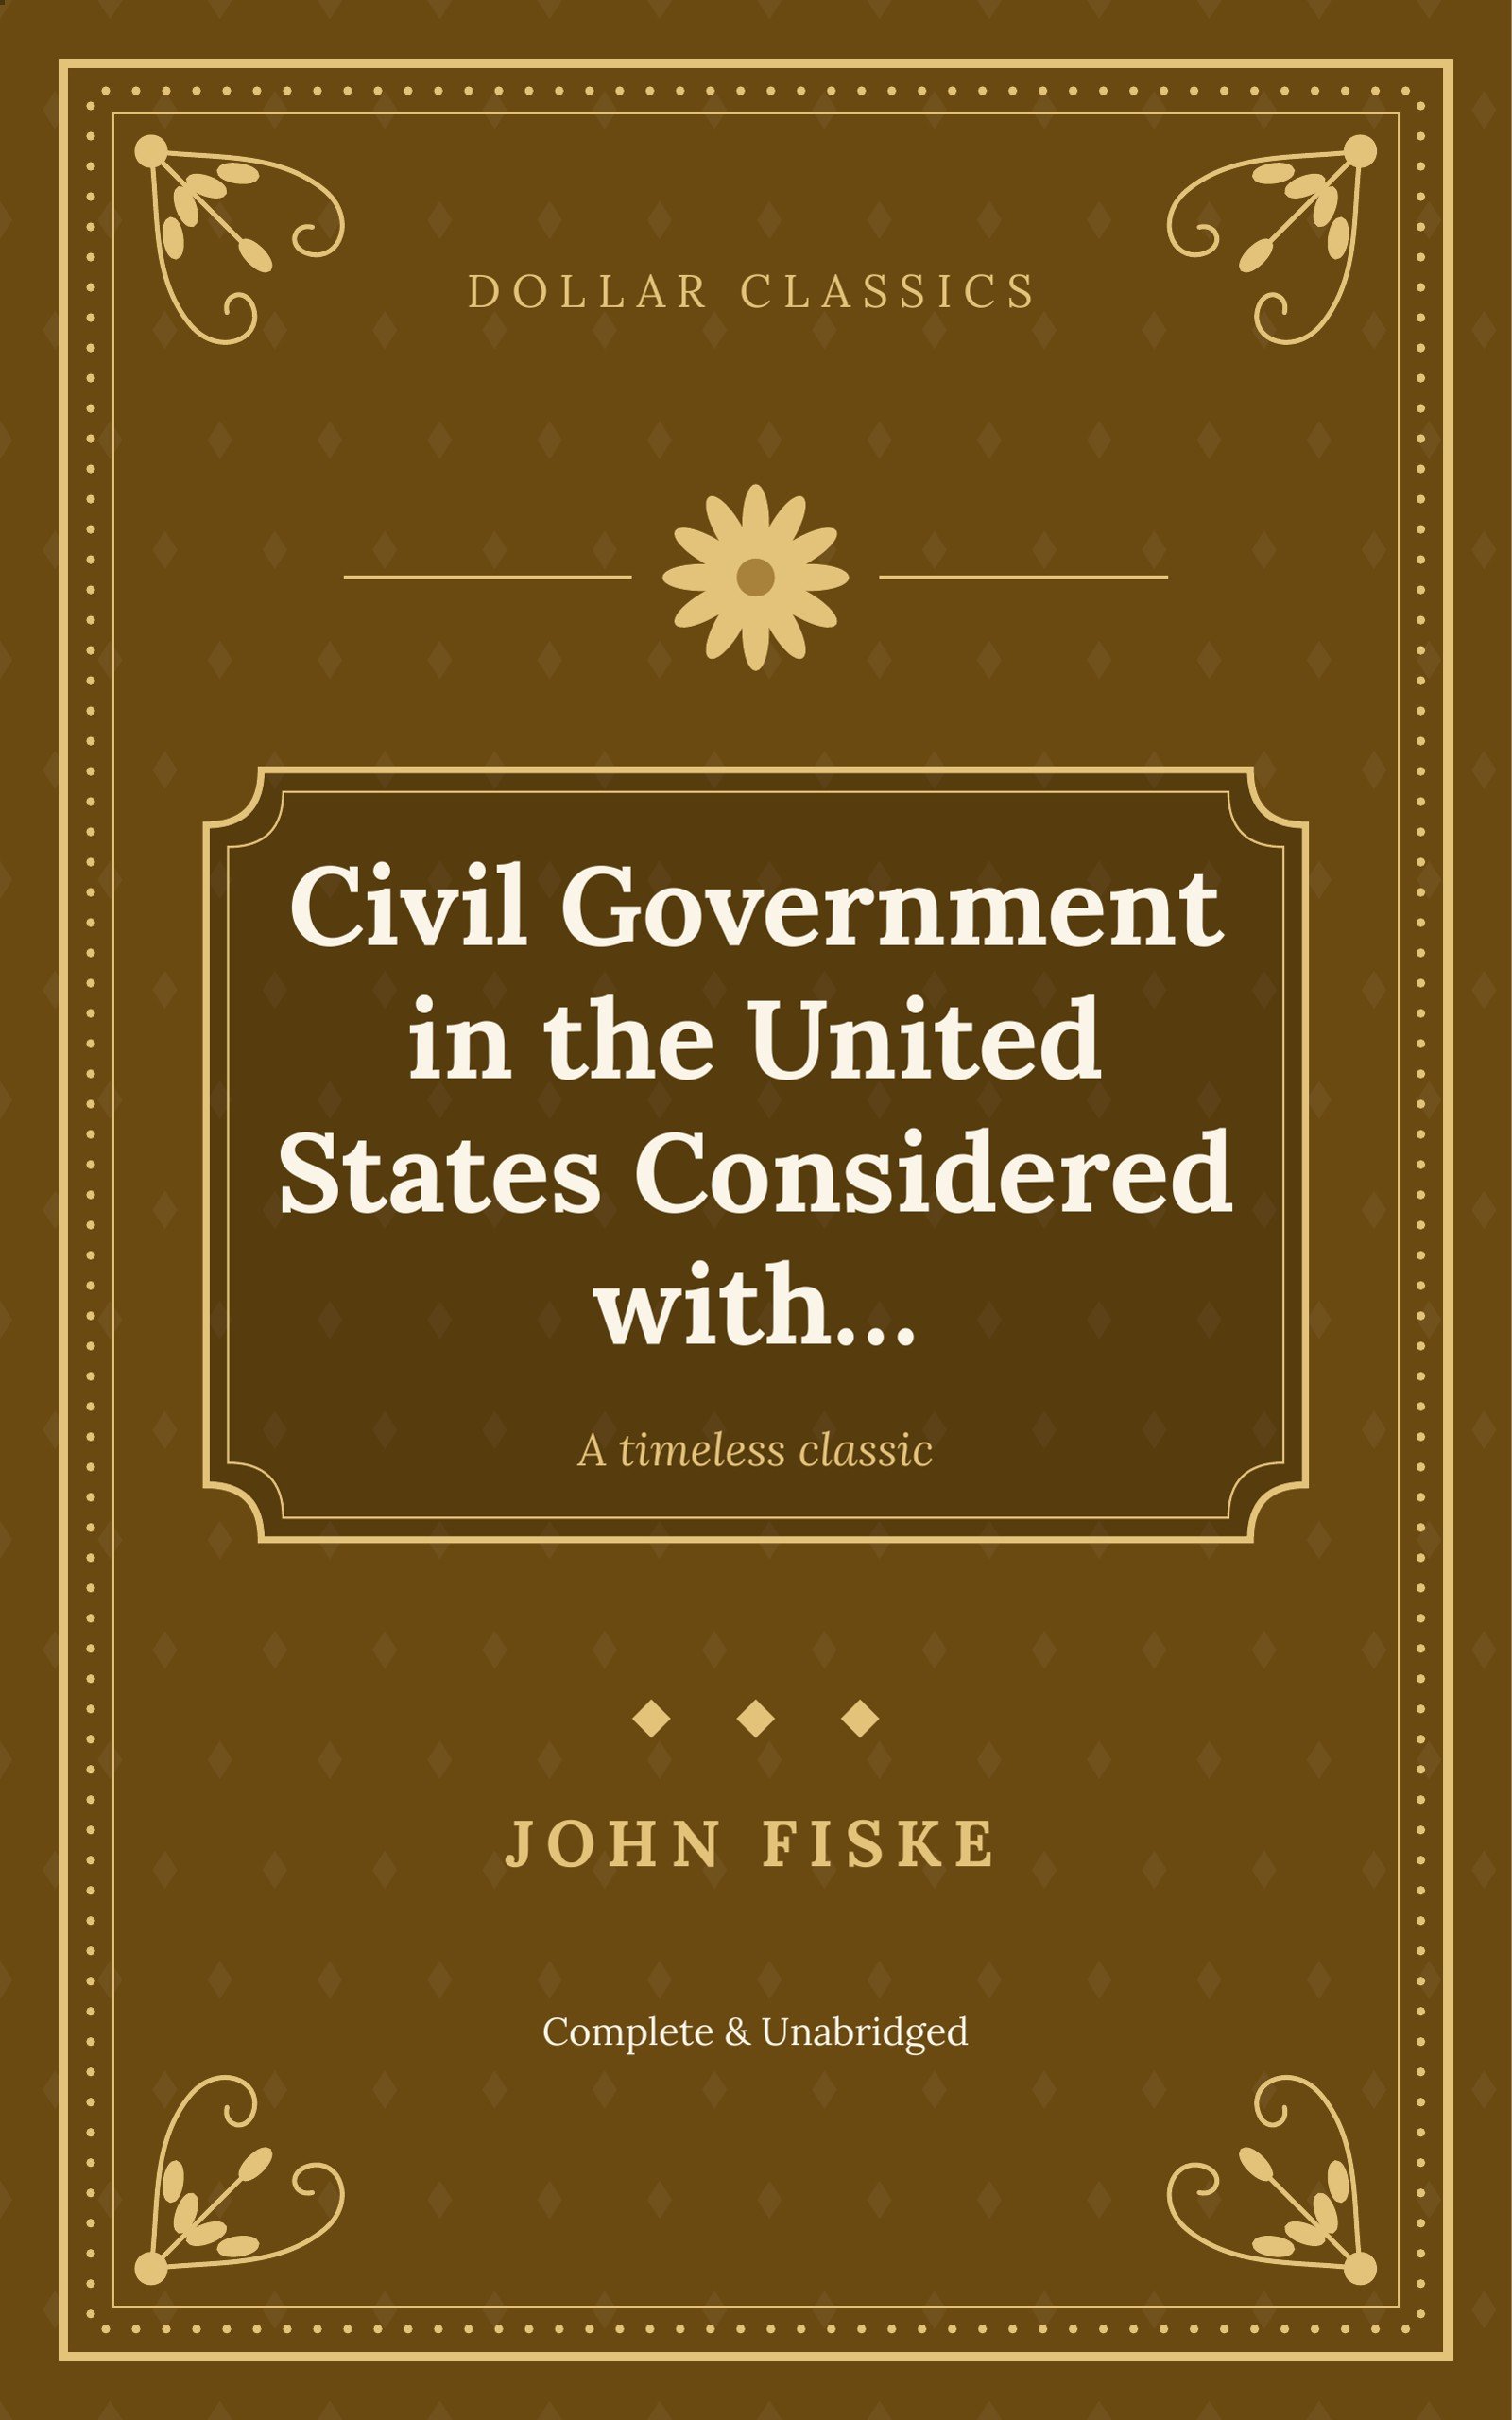 DOLLAR CLASSICS
Civil Government
in the United
States Considered
with...
A timeless classic
JOHN FISKE
Complete & Unabridged